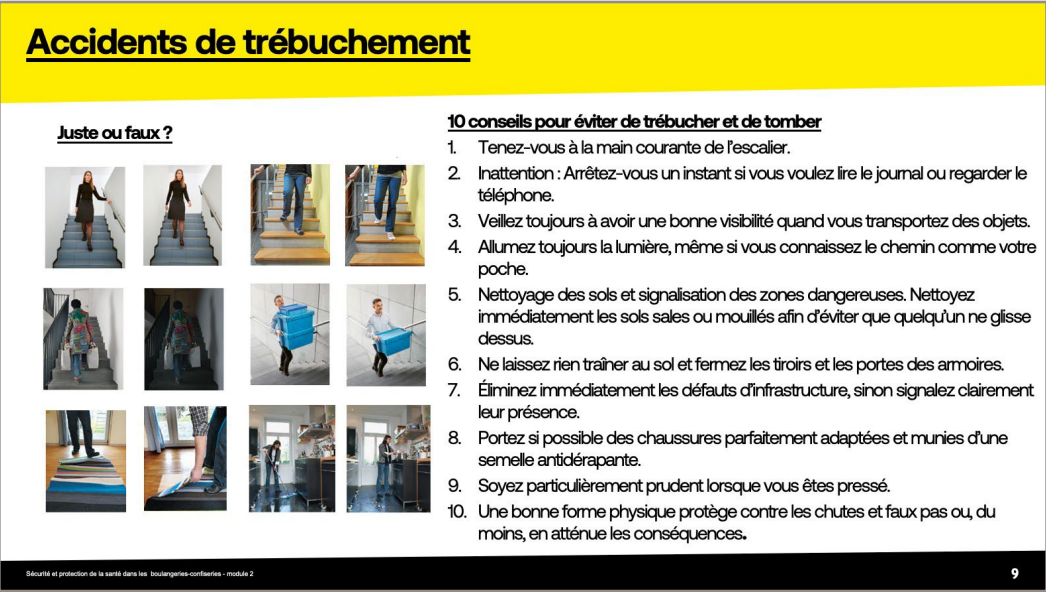 Accidents de trébuchement
Juste ou faux ?
10 conseils pour éviter de trébucher et de tomber
1. Tenez-vous à la main courante de l'escalier.
2. Inattention : Arrêtez-vous un instant si vous voulez lire le journal ou regarder le
téléphone.
3. Veillez toujours à avoir une bonne visibilité quand vous transportez des objets.
4. Allumez toujours la lumière, même si vous connaissez le chemin comme votre
poche.
5. Nettoyage des sols et signalisation des zones dangereuses. Nettoyez
immédiatement les sols sales ou mouillés afin d'éviter que quelqu'un ne glisse
dessus.
6. Ne laissez rien traîner au sol et fermez les tiroirs et les portes des armoires.
7. Éliminez immédiatement les défauts d'infrastructure, sinon signalez clairement
leur présence.
8. Portez si possible des chaussures parfaitement adaptées et munies d'une
semelle antidérapante.
9. Soyez particulièrement prudent lorsque vous êtes pressé.
10. Une bonne forme physique protège contre les chutes et faux pas ou, du
moins, en atténue les conséquences.
Sécurité et protection de la santé dans les boulangeries-confiseries - module 2
9